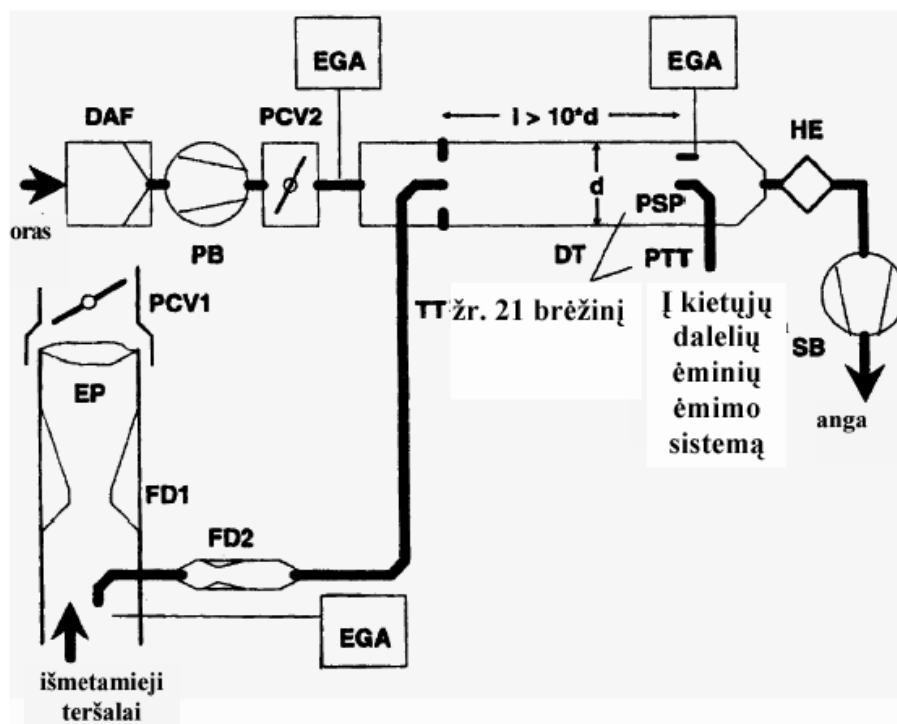 EGA
EGA
DAF
PCV2
l > 10*d
HE
d
oras
PSP
PB
DT
PTT
PCV1
TT
žr. 21 brėžinį
Į kietųjų
dalelių
ėminių
ėmimo
sistemą
SB
EP
anga
FD1
FD2
EGA
išmetamieji
teršalai